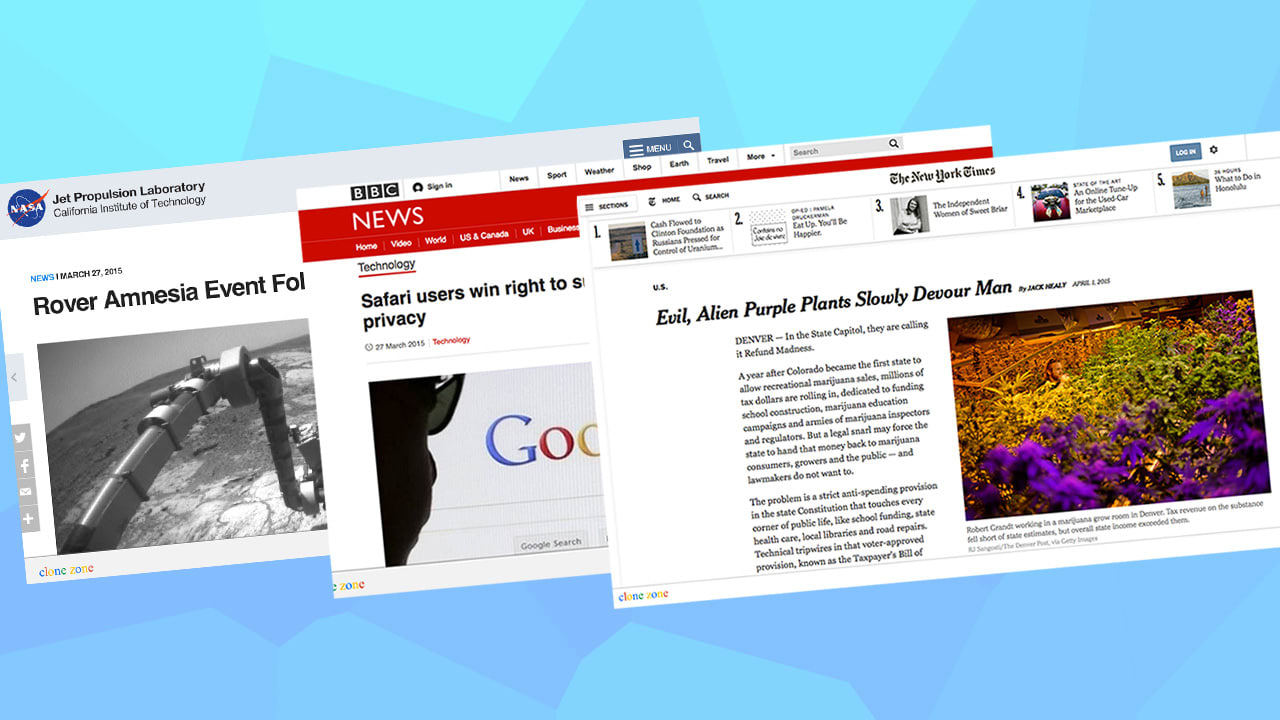 NASA
Jet Propulsion Laboratory
California Institute of Technology
MENU
NEWS | MARCH 27, 2015
Rover Amnesia Event Fol
clone zone
BBC
Sign in
News
Sport
Weather
Shop
Earth
Travel
More
Search
NEWS
Home | Video | World | US & Canada | UK | Business
Technology
Safari users win right to s
privacy
27 March 2015 | Technology
Goo
Google Search
zone
SECTIONS
HOME
SEARCH
The New York Times
LOG IN
1.
Cash Flowed to
Clinton Foundation as
Russians Pressed for
Control of Uranium...
2.
Contains no
Joie de vivre
OP-ED | PAMELA
DRUCKERMAN
Eat Up. You'll Be
Happier.
3.
The Independent
Women of Sweet Briar
4.
STATE OF THE ART
An Online Tune-Up
for the Used-Car
Marketplace
5.
36 HOURS
What to Do in
Honolulu
U.S.
Evil, Alien Purple Plants Slowly Devour Man By JACK HEALY APRIL 1, 2015
DENVER — In the State Capitol, they are calling
it Refund Madness.
A year after Colorado became the first state to
allow recreational marijuana sales, millions of
tax dollars are rolling in, dedicated to funding
school construction, marijuana education
campaigns and armies of marijuana inspectors
and regulators. But a legal snarl may force the
state to hand that money back to marijuana
consumers, growers and the public — and
lawmakers do not want to.
The problem is a strict anti-spending provision
in the state Constitution that touches every
corner of public life, like school funding, state
health care, local libraries and road repairs.
Technical tripwires in that voter-approved
provision, known as the Taxpayer's Bill of
Robert Grandt working in a marijuana grow room in Denver. Tax revenue on the substance
fell short of state estimates, but overall state income exceeded them.
RJ Sangosti/The Denver Post, via Getty Images
clone zone